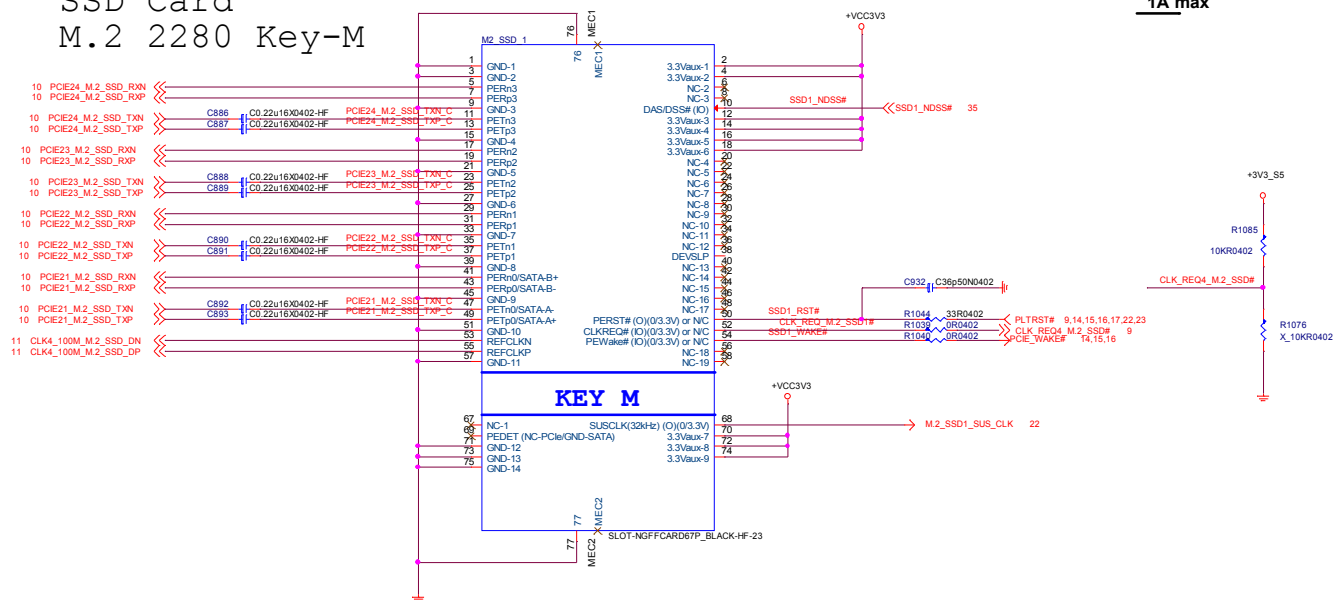 SSD Card
M.2 2280 Key-M
1A max
+VCC3V3
M2_SSD_1
76
MEC1
76
MEC1
1 GND-1 3.3Vaux-1 2
3 GND-2 3.3Vaux-2 4
10 PCIE24_M.2_SSD_RXN 5 PERn3 NC-2 6
10 PCIE24_M.2_SSD_RXP 7 PERp3 NC-3 8
9 GND-3 DAS/DSS# (IO) 10 SSD1_NDSS# SSD1_NDSS# 35
10 PCIE24_M.2_SSD_TXN C886 C0.22u16X0402-HF PCIE24_M.2_SSD_TXN_C 11 PETn3 3.3Vaux-3 12
10 PCIE24_M.2_SSD_TXP C887 C0.22u16X0402-HF PCIE24_M.2_SSD_TXP_C 13 PETp3 3.3Vaux-4 14
15 GND-4 3.3Vaux-5 16
10 PCIE23_M.2_SSD_RXN 17 PERn2 3.3Vaux-6 18
10 PCIE23_M.2_SSD_RXP 19 PERp2 NC-4 20
21 GND-5 NC-5 22
10 PCIE23_M.2_SSD_TXN C888 C0.22u16X0402-HF PCIE23_M.2_SSD_TXN_C 23 PETn2 NC-6 24
10 PCIE23_M.2_SSD_TXP C889 C0.22u16X0402-HF PCIE23_M.2_SSD_TXP_C 25 PETp2 NC-7 26
27 GND-6 NC-8 28
10 PCIE22_M.2_SSD_RXN 29 PERn1 NC-9 30
10 PCIE22_M.2_SSD_RXP 31 PERp1 NC-10 32
33 GND-7 NC-11 34
10 PCIE22_M.2_SSD_TXN C890 C0.22u16X0402-HF PCIE22_M.2_SSD_TXN_C 35 PETn1 NC-12 36
10 PCIE22_M.2_SSD_TXP C891 C0.22u16X0402-HF PCIE22_M.2_SSD_TXP_C 37 PETp1 DEVSLP 38
39 GND-8 NC-13 40
10 PCIE21_M.2_SSD_RXN 41 PERn0/SATA-B+ NC-14 42
10 PCIE21_M.2_SSD_RXP 43 PERp0/SATA-B- NC-15 44
45 GND-9 NC-16 46
10 PCIE21_M.2_SSD_TXN C892 C0.22u16X0402-HF PCIE21_M.2_SSD_TXN_C 47 PETn0/SATA-A- NC-17 48
10 PCIE21_M.2_SSD_TXP C893 C0.22u16X0402-HF PCIE21_M.2_SSD_TXP_C 49 PETp0/SATA-A+ PERST# (O)(0/3.3V) or N/C 50 SSD1_RST# R1044 33R0402 PLTRST# 9,14,15,16,17,22,23
51 GND-10 CLKREQ# (IO)(0/3.3V) or N/C 52 CLK_REQ_M.2_SSD1# R1039 0R0402 CLK_REQ4_M.2_SSD# 9
11 CLK4_100M_M.2_SSD_DN 53 REFCLKN PEWake# (IO)(0/3.3V) or N/C 54 SSD1_WAKE# R1040 0R0402 PCIE_WAKE# 14,15,16
11 CLK4_100M_M.2_SSD_DP 55 REFCLKP NC-18 56
57 GND-11 NC-19 58
C932 C36p50N0402
+3V3_S5
R1085
10KR0402
CLK_REQ4_M.2_SSD#
R1076
X_10KR0402
KEY M
+VCC3V3
67 NC-1 SUSCLK(32kHz) (O)(0/3.3V) 68 M.2_SSD1_SUS_CLK 22
69 PEDET (NC-PCIe/GND-SATA) 3.3Vaux-7 70
71 GND-12 3.3Vaux-8 72
73 GND-13 3.3Vaux-9 74
75 GND-14
77
MEC2
77
MEC2
SLOT-NGFFCARD67P_BLACK-HF-23